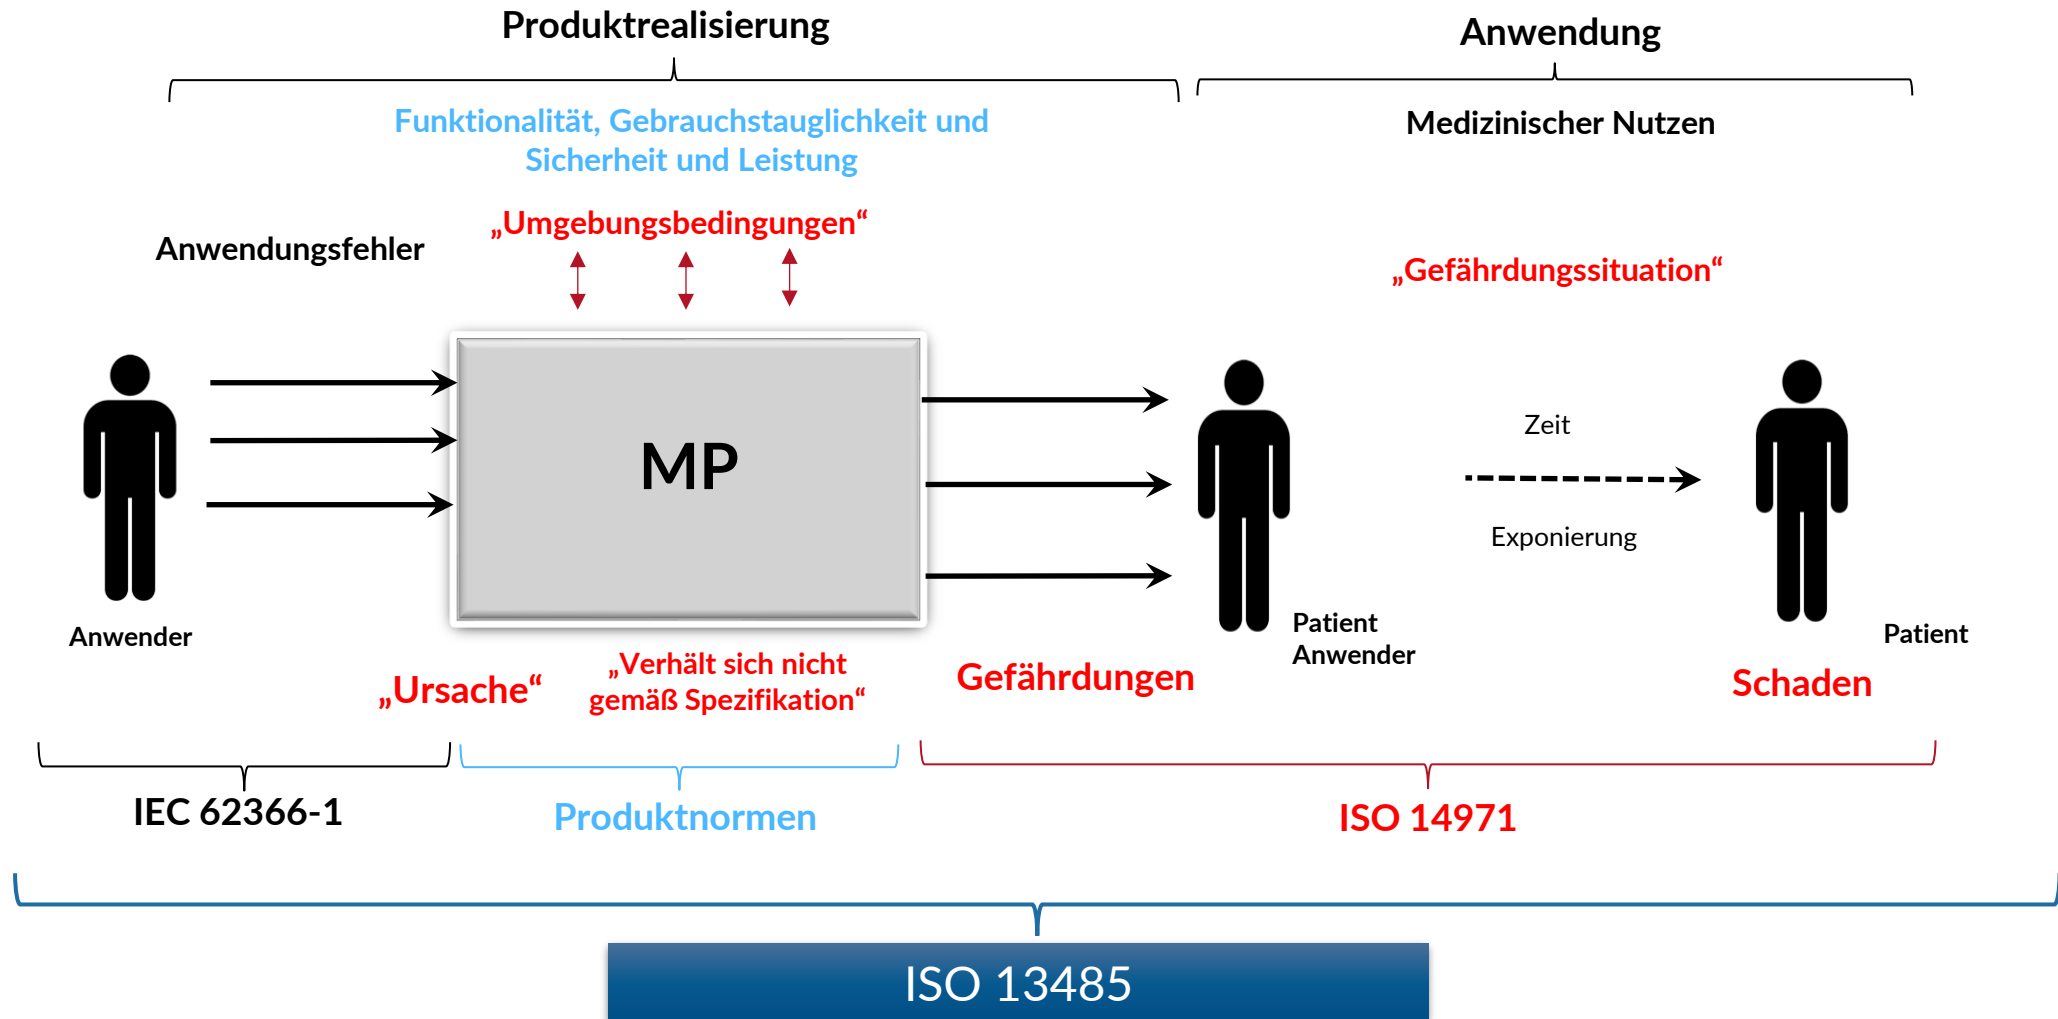 Produktrealisierung
Anwendung
Funktionalität, Gebrauchstauglichkeit und
Sicherheit und Leistung
Medizinischer Nutzen
„Umgebungsbedingungen“
Anwendungsfehler
„Gefährdungssituation“
MP
Zeit
Exponierung
Anwender
Patient
Anwender
Patient
„Ursache“
„Verhält sich nicht
gemäß Spezifikation“
Gefährdungen
Schaden
IEC 62366-1
Produktnormen
ISO 14971
ISO 13485